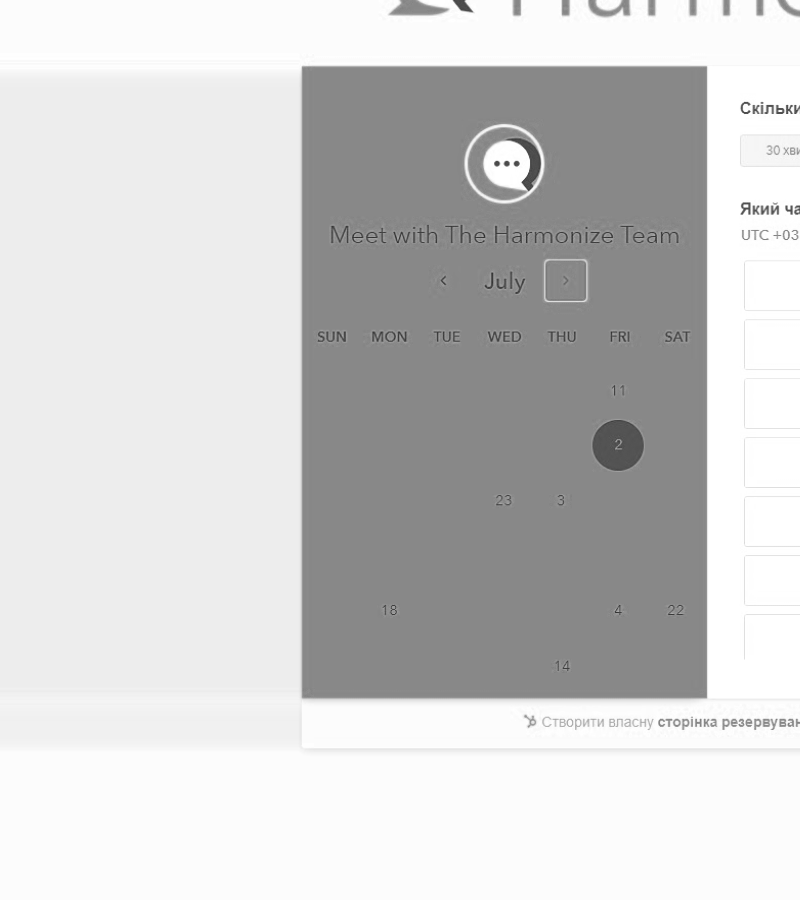 Harmo
Скільки
30 хви
Meet with The Harmonize Team
Який ча
UTC +03
July
SUN MON TUE WED THU FRI SAT
11
2
23 3
18 4 22
14
Створити власну сторінка резервуван